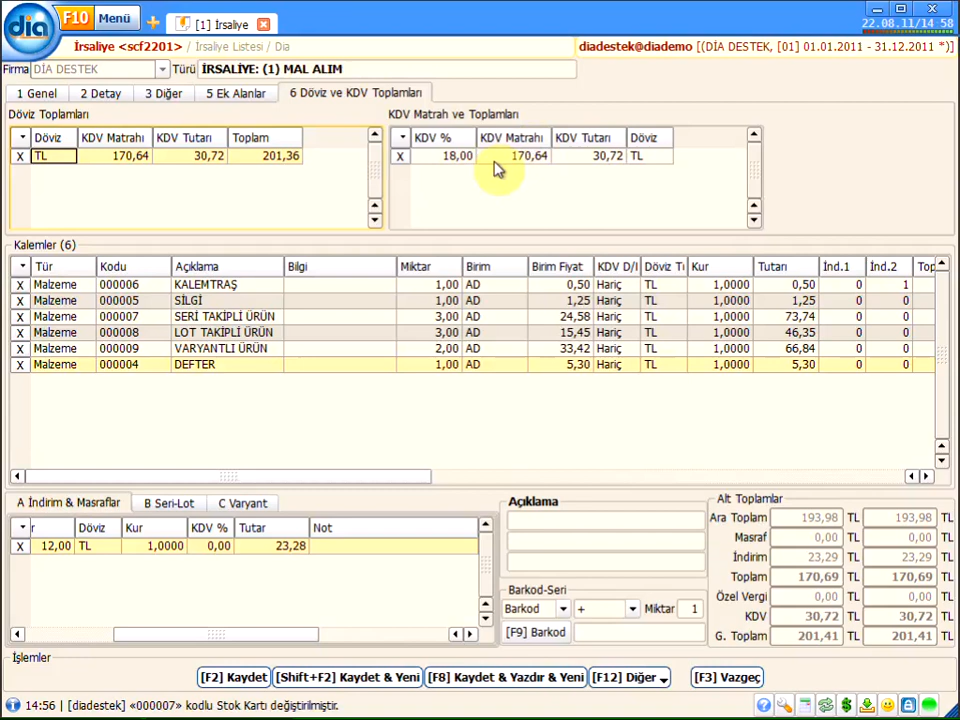 dia F10 Menü [1] İrsaliye 22.08.11/14 58
İrsaliye <scf2201> / İrsaliye Listesi / Dia diadestek@diademo [(DİA DESTEK, [01] 01.01.2011 - 31.12.2011 *)]
Firma DİA DESTEK Türü İRSALİYE: (1) MAL ALIM
1 Genel 2 Detay 3 Diğer 5 Ek Alanlar 6 Döviz ve KDV Toplamları
Döviz Toplamları KDV Matrah ve Toplamları
Döviz KDV Matrahı KDV Tutarı Toplam KDV % KDV Matrahı KDV Tutarı Döviz
X TL 170,64 30,72 201,36 X 18,00 170,64 30,72 TL
Kalemler (6)
Tür Kodu Açıklama Bilgi Miktar Birim Birim Fiyat KDV D/I Döviz Kur Tutarı İnd.1 İnd.2
X Malzeme 000006 KALEMTRAŞ 1,00 AD 0,50 Hariç TL 1,0000 0,50 0 1
X Malzeme 000005 SİLGİ 1,00 AD 1,25 Hariç TL 1,0000 1,25 0 0
X Malzeme 000007 SERİ TAKİPLİ ÜRÜN 3,00 AD 24,58 Hariç TL 1,0000 73,74 0 0
X Malzeme 000008 LOT TAKİPLİ ÜRÜN 3,00 AD 15,45 Hariç TL 1,0000 46,35 0 0
X Malzeme 000009 VARYANTLI ÜRÜN 2,00 AD 33,42 Hariç TL 1,0000 66,84 0 0
X Malzeme 000004 DEFTER 1,00 AD 5,30 Hariç TL 1,0000 5,30 0 0
A İndirim & Masraflar B Seri-Lot C Varyant Açıklama Alt Toplamlar
r Döviz Kur KDV % Tutar Not
X 12,00 TL 1,0000 0,00 23,28
Ara Toplam 193,98 TL 193,98 TL
Masraf 0,00 TL 0,00 TL
İndirim 23,29 TL 23,29 TL
Toplam 170,69 TL 170,69 TL
Barkod-Seri Özel Vergi 0,00 TL 0,00 TL
Barkod + Miktar 1 KDV 30,72 TL 30,72 TL
[F9] Barkod G. Toplam 201,41 TL 201,41 TL
İşlemler
[F2] Kaydet [Shift+F2] Kaydet & Yeni [F8] Kaydet & Yazdır & Yeni [F12] Diğer [F3] Vazgeç
14:56 | [diadestek] «000007» kodlu Stok Kartı değiştirilmiştir.